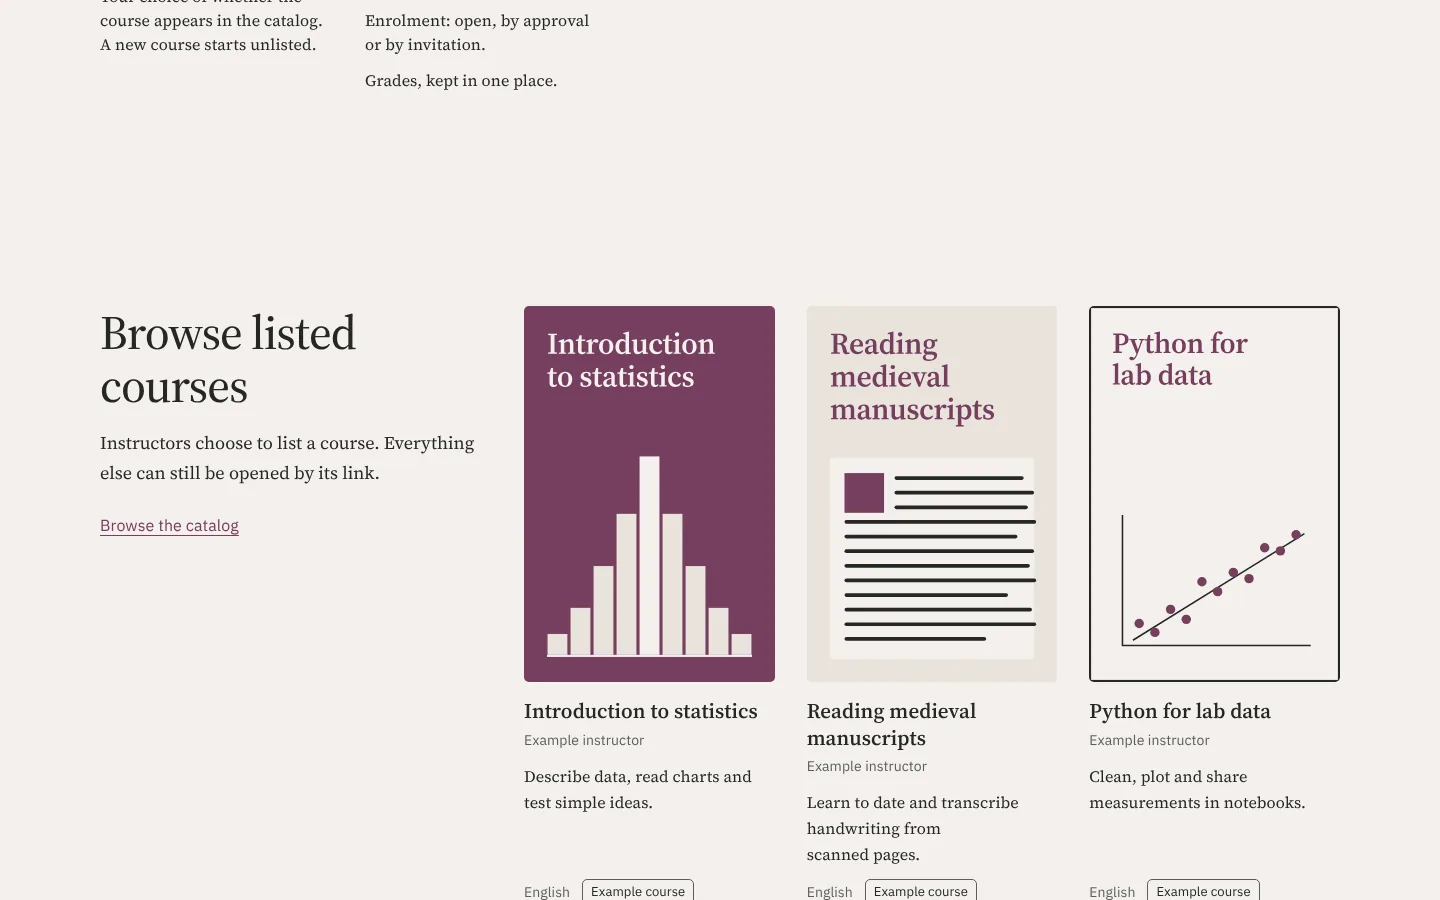 course appears in the catalog.
A new course starts unlisted.
Enrolment: open, by approval
or by invitation.
Grades, kept in one place.
Browse listed
courses
Instructors choose to list a course. Everything
else can still be opened by its link.
Browse the catalog
Introduction
to statistics
Introduction to statistics
Example instructor
Describe data, read charts and
test simple ideas.
English
Example course
Reading
medieval
manuscripts
Reading medieval
manuscripts
Example instructor
Learn to date and transcribe
handwriting from
scanned pages.
English
Example course
Python for
lab data
Python for lab data
Example instructor
Clean, plot and share
measurements in notebooks.
English
Example course